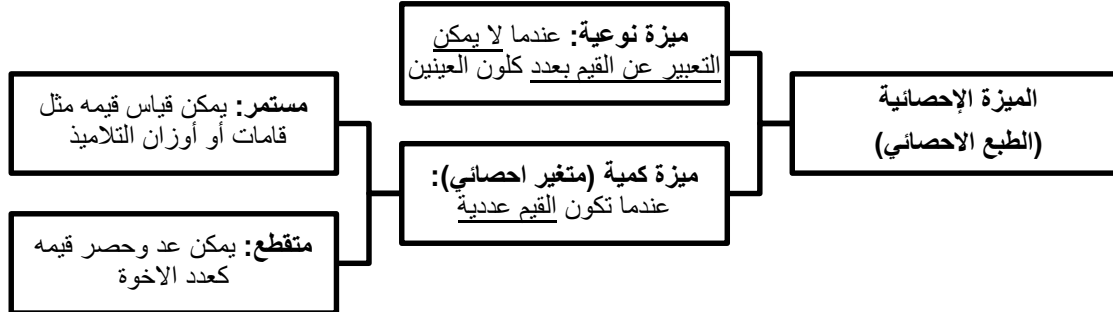 الميزة الإحصائية
(الطبع الاحصائي)
ميزة نوعية: عندما لا يمكن
التعبير عن القيم بعدد كلون العينين
ميزة كمية (متغير احصائي):
عندما تكون القيم عددية
مستمر: يمكن قياس قيمه مثل
قامات أو أوزان التلاميذ
متقطع: يمكن عد وحصر قيمه
كعدد الاخوة